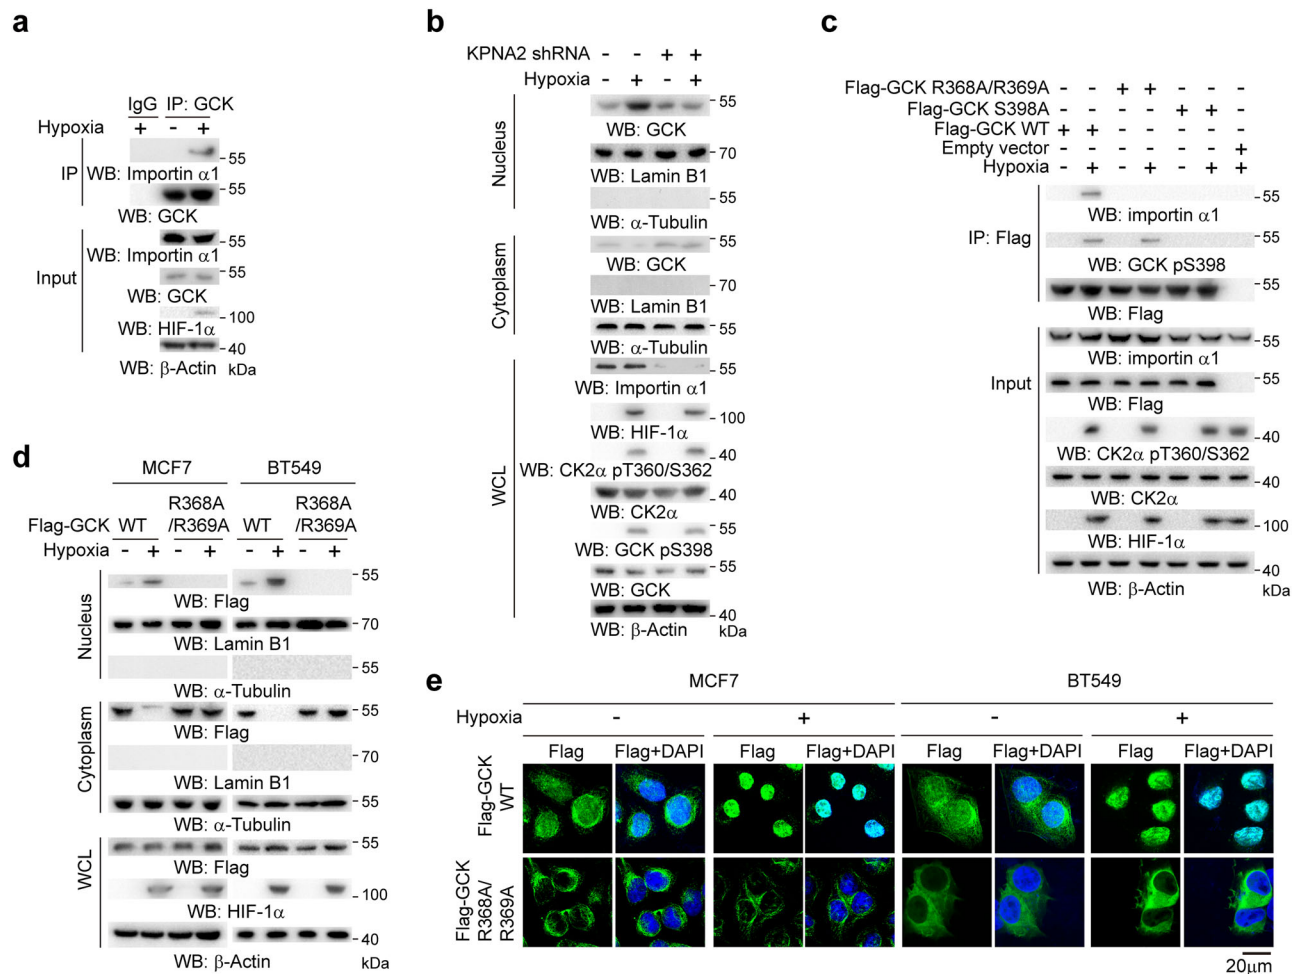 a
IgG IP: GCK
Hypoxia + - +
IP
55
WB: Importin α1
55
WB: GCK
Input
55
WB: Importin α1
55
WB: GCK
100
WB: HIF-1α
40
WB: β-Actin kDa
b
KPNA2 shRNA - - + +
Hypoxia - + - +
Nucleus
55
WB: GCK
70
WB: Lamin B1
WB: α-Tubulin
Cytoplasm
WB: GCK
70
WB: Lamin B1
55
WB: α-Tubulin
WCL
55
WB: Importin α1
100
WB: HIF-1α
40
WB: CK2α pT360/S362
40
WB: CK2α
55
WB: GCK pS398
55
WB: GCK
40
WB: β-Actin kDa
c
Flag-GCK R368A/R369A - - + + - - -
Flag-GCK S398A - - - - + + -
Flag-GCK WT + + - - - - -
Empty vector - - - - - - +
Hypoxia - + - + - + +
IP: Flag
55
WB: importin α1
55
WB: GCK pS398
55
WB: Flag
Input
55
WB: importin α1
55
WB: Flag
40
WB: CK2α pT360/S362
40
WB: CK2α
100
WB: HIF-1α
40
WB: β-Actin kDa
d
MCF7 BT549
R368A R368A
Flag-GCK WT /R369A WT /R369A
Hypoxia - + - + - + - +
Nucleus
55
WB: Flag
70
WB: Lamin B1
55
WB: α-Tubulin
Cytoplasm
55
WB: Flag
70
WB: Lamin B1
55
WB: α-Tubulin
WCL
55
WB: Flag
100
WB: HIF-1α
40
WB: β-Actin kDa
e
MCF7 BT549
Hypoxia - + - +
Flag Flag+DAPI Flag Flag+DAPI Flag Flag+DAPI Flag Flag+DAPI
Flag-GCK
WT
Flag-GCK
R368A/
R369A
20μm